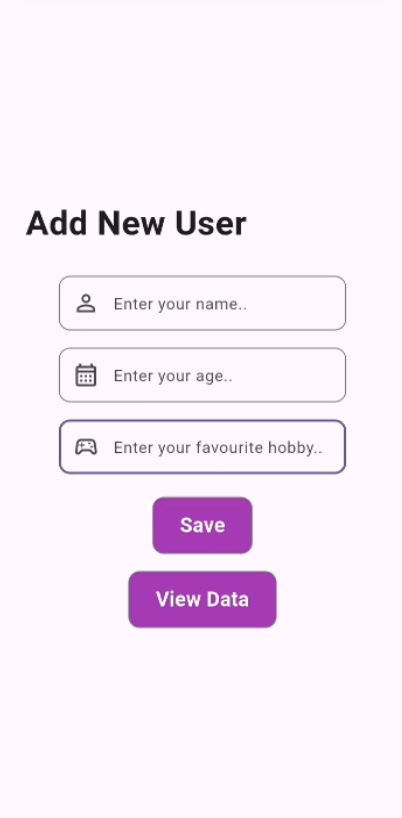 Add New User
Enter your name..
Enter your age..
Enter your favourite hobby..
Save
View Data